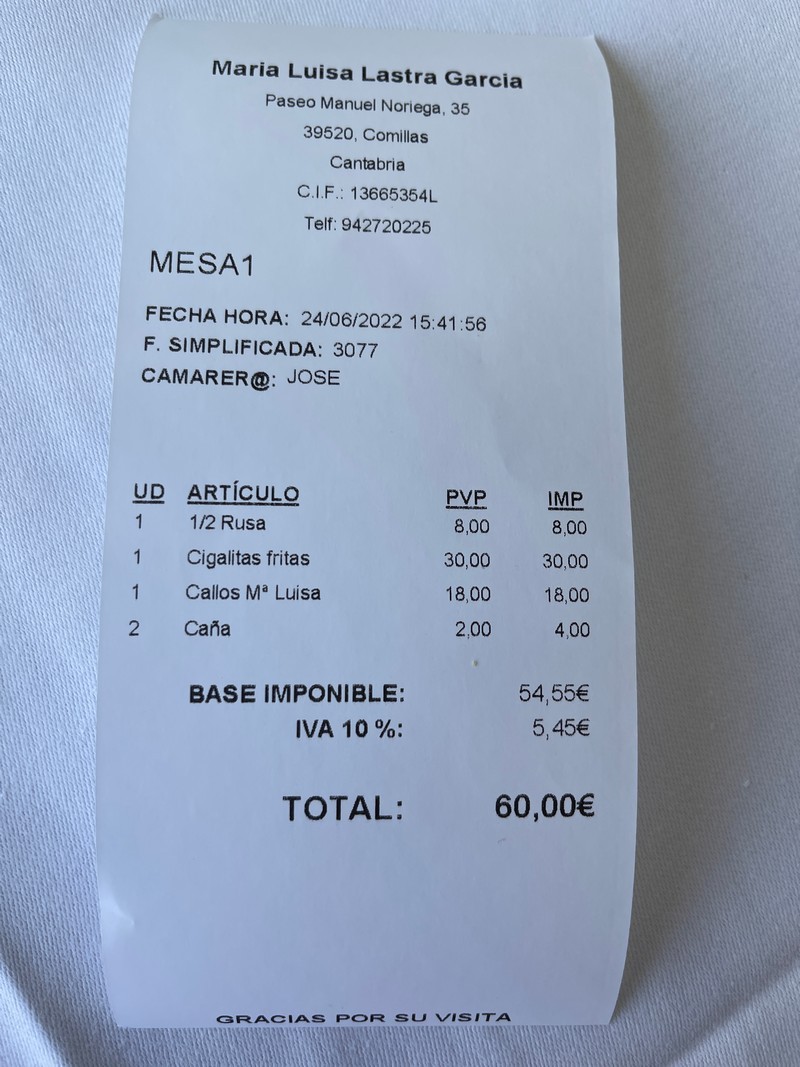 Maria Luisa Lastra Garcia
Paseo Manuel Noriega, 35
39520, Comillas
Cantabria
C.I.F.: 13665354L
Telf: 942720225
MESA1
FECHA HORA: 24/06/2022 15:41:56
F. SIMPLIFICADA: 3077
CAMARER@: JOSE
UD ARTÍCULO PVP IMP
1 1/2 Rusa 8,00 8,00
1 Cigalitas fritas 30,00 30,00
1 Callos Mª Luisa 18,00 18,00
2 Caña 2,00 4,00
BASE IMPONIBLE: 54,55€
IVA 10 %: 5,45€
TOTAL: 60,00€
GRACIAS POR SU VISITA